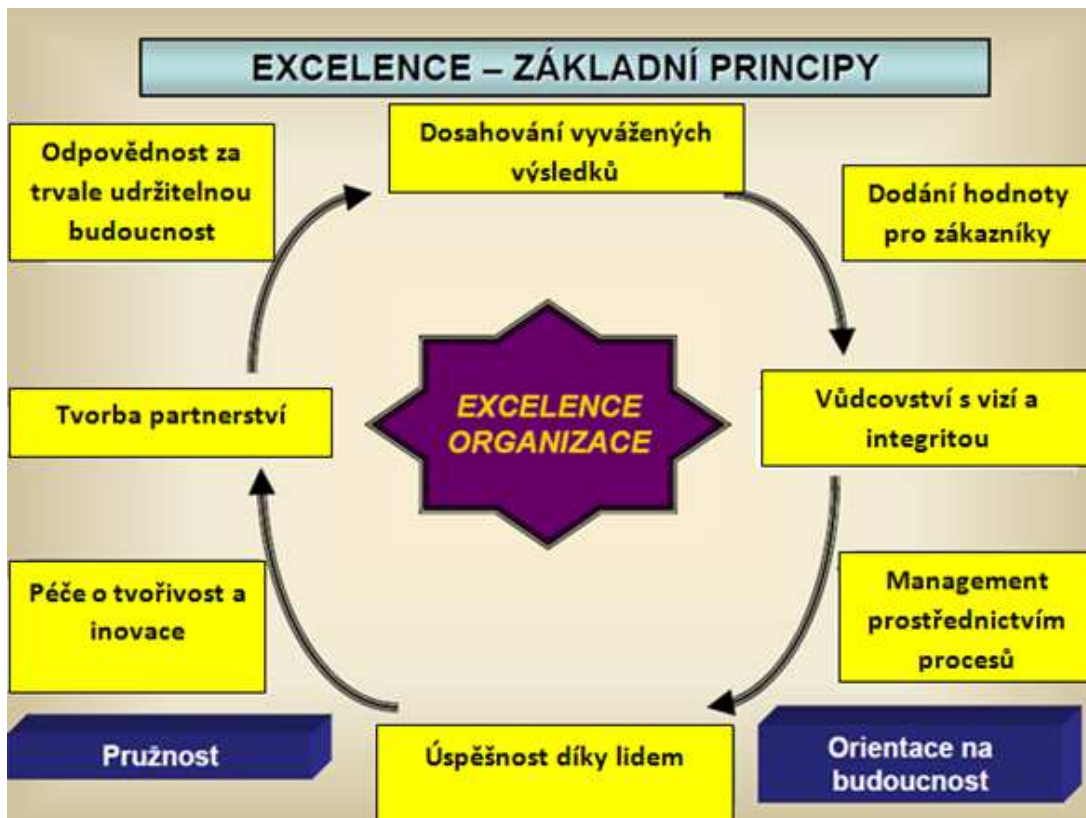 EXCELENCE – ZÁKLADNÍ PRINCIPY
Dosahování vyvážených
výsledků
Odpovědnost za
trvale udržitelnou
budoucnost
Dodání hodnoty
pro zákazníky
EXCELENCE
ORGANIZACE
Tvorba partnerství
Vůdcovství s vizí a
integritou
Péče o tvořivost a
inovace
Management
prostřednictvím
procesů
Pružnost
Úspěšnost díky lidem
Orientace na
budoucnost